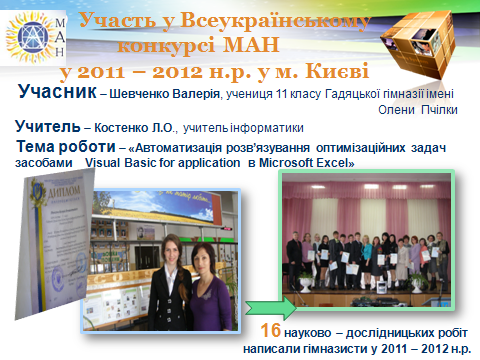 МАН
Участь у Всеукраїнському
конкурсі МАН
у 2011 – 2012 н.р. у м. Києві
Учасник – Шевченко Валерія, учениця 11 класу Гадяцької гімназії імені
Олени Пчілки
Учитель – Костенко Л.О., учитель інформатики
Тема роботи – «Автоматизація розв'язування оптимізаційних задач
засобами Visual Basic for application в Microsoft Excel»
ДИПЛОМ
16 науково – дослідницьких робіт
написали гімназисти у 2011 – 2012 н.р.